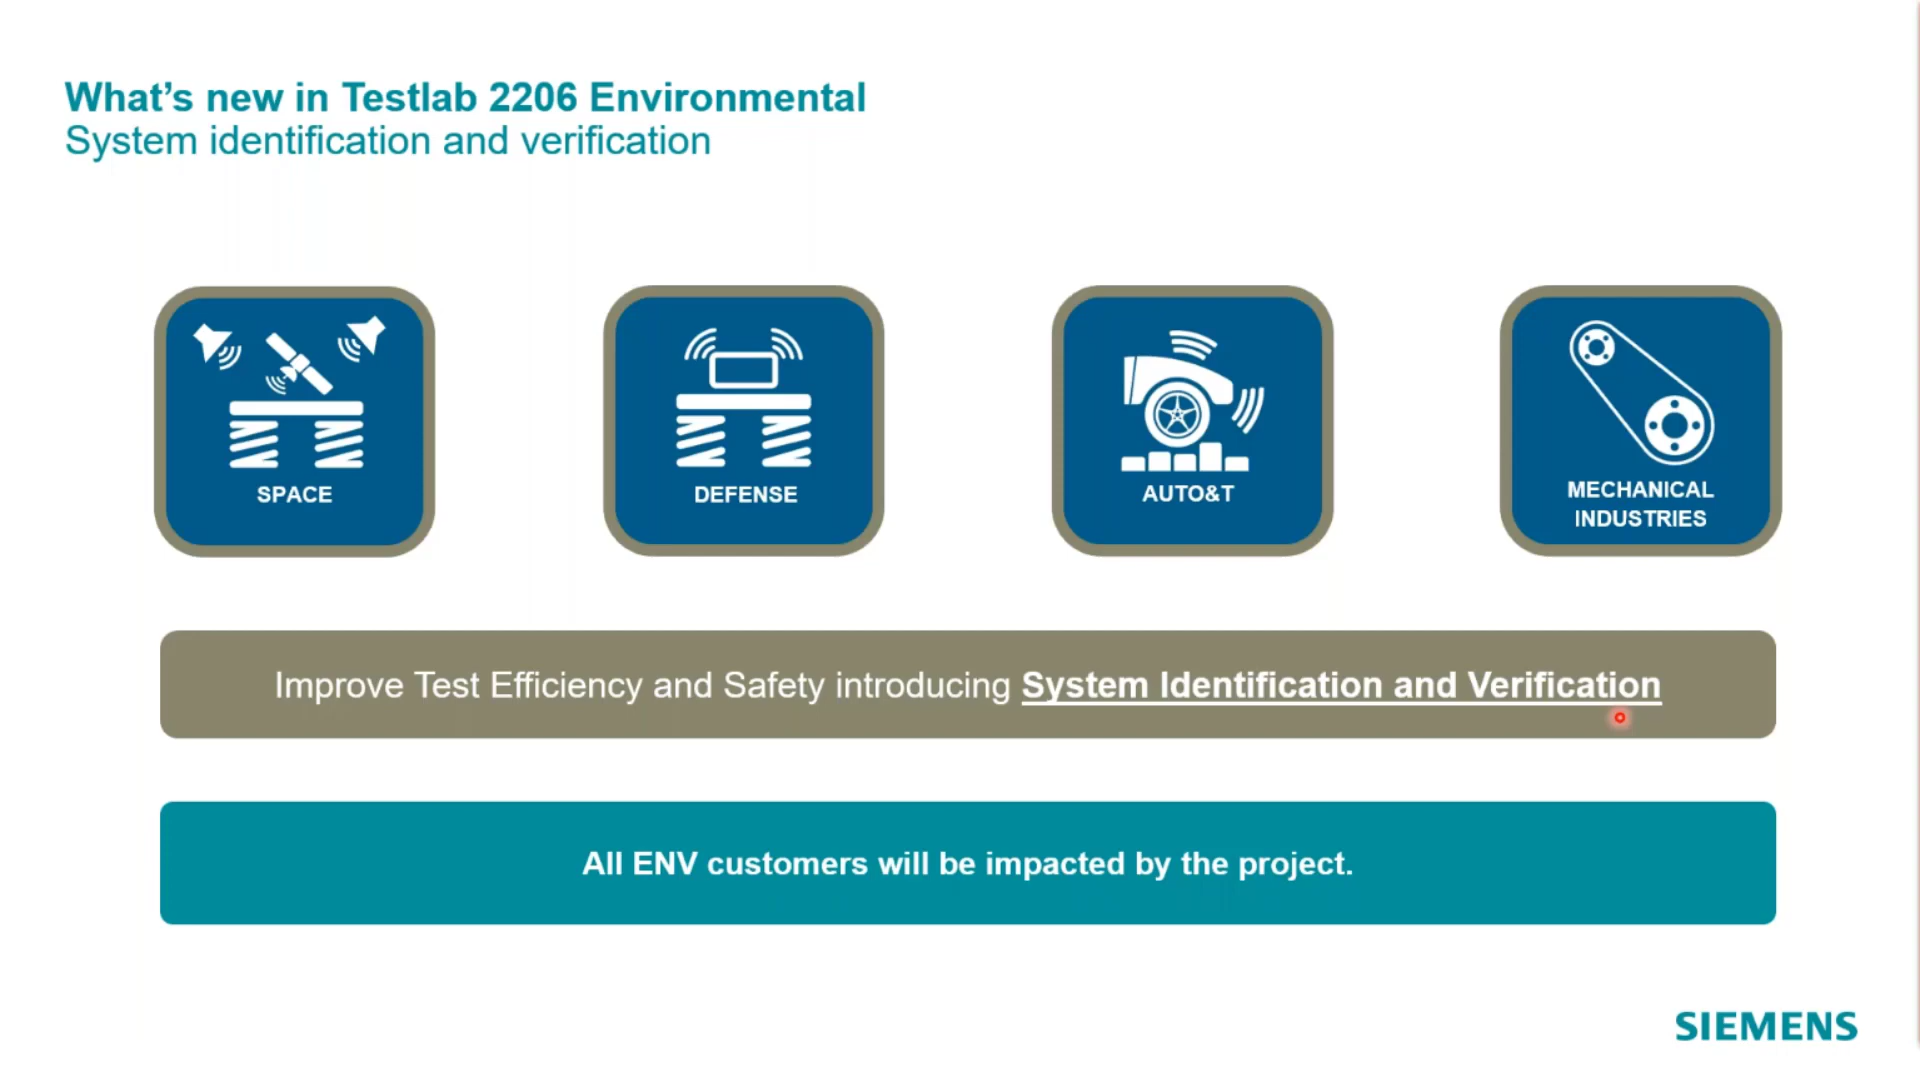 What's new in Testlab 2206 Environmental
System identification and verification
SPACE
DEFENSE
AUTO&T
MECHANICAL
INDUSTRIES
Improve Test Efficiency and Safety introducing System Identification and Verification
All ENV customers will be impacted by the project.
SIEMENS